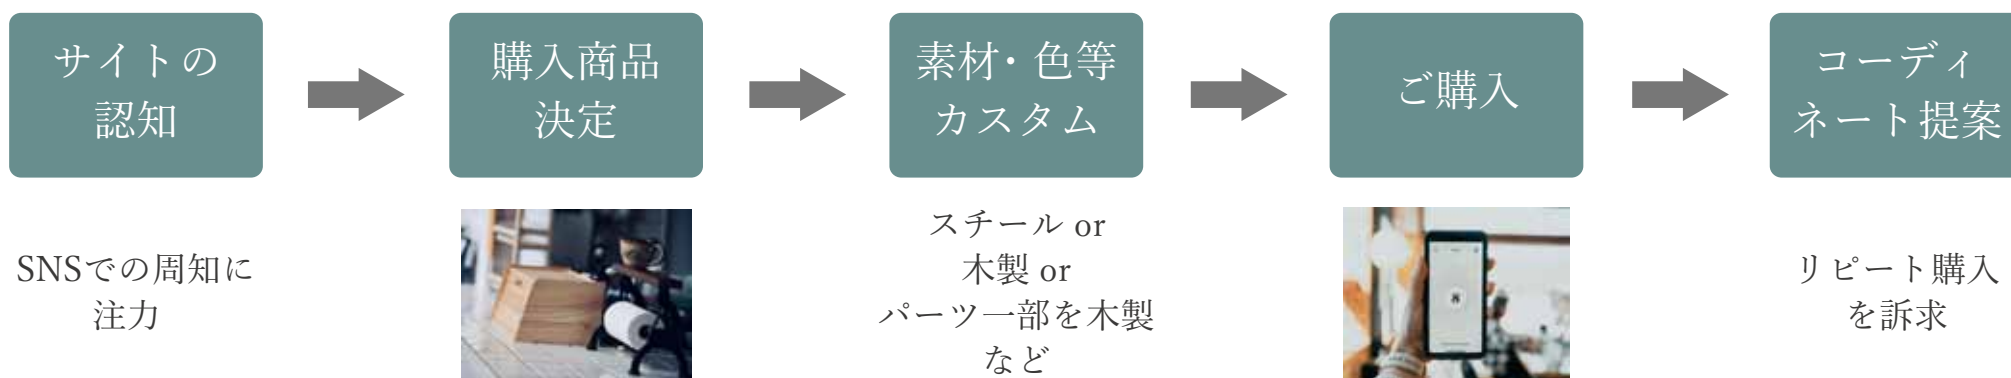 サイトの
認知
購入商品
決定
素材・色等
カスタム
ご購入
コーディ
ネート提案
SNSでの周知に
注力
スチール or
木製 or
パーツ一部を木製
など
リピート購入
を訴求